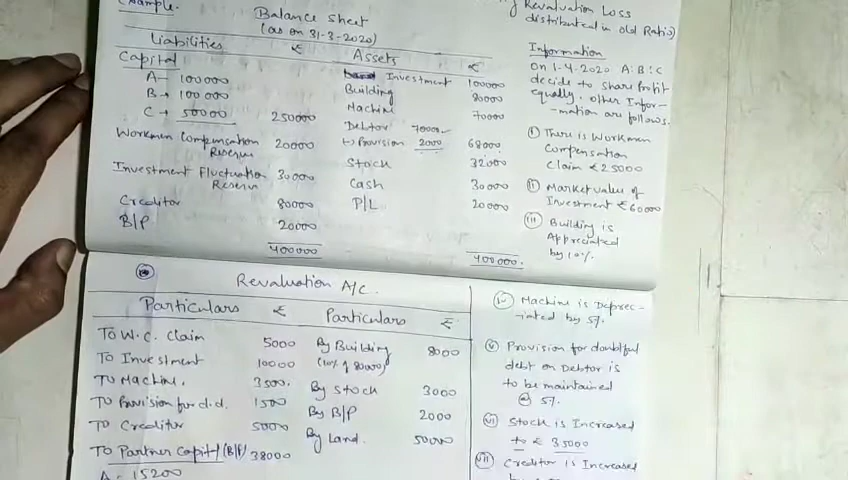 Example.
Balance sheet
(as on 31-3-2020)
Liabilities ₹ Assets ₹
Capital
A- 100000
B→ 100000
C→ 50000 250000
Workmen Compensation
Reserve 20000
Investment Fluctuation
Reserve 30000
Creditor 80000
B/P 20000
400000
Investment 100000
Building 80000
Machine 70000
Debtor 70000
Provision 2000 68000
Stock 32000
Cash 30000
P/L 20000
400000.
Revaluation Loss
distributed in old Ratio)
Information
On 1-4-2020 A:B:C
decide to share Profit
equally. other Infor-
-mation are follows.
(i) There is Workmen
Compensation
Claim ₹25000
(ii) Market value of
Investment ₹60000
(iii) Building is
Appreciated
by 10%.
Revaluation A/C.
Particulars ₹ Particulars ₹
To W.C. Claim 5000 By Building 8000
To Investment 10000 (10% of 80000)
To Machine. 3500. By Stock 3000
To Provision for d.d. 1500 By B/P 2000
To Creditor 5000 By Land. 50000
To Partner Capital (B/P) 38000
A- 15200
(iv) Machine is Deprec-
-iated by 5%.
(v) Provision for doubtful
debt on Debtor is
to be maintained
@ 5%.
(vi) Stock is Increased
to ₹ 35000
(vii) Creditor is Increased